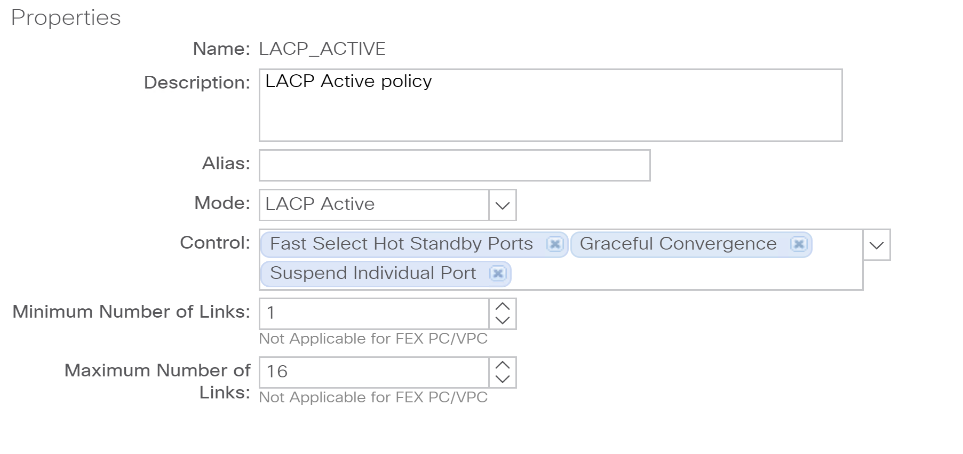 Properties
Name: LACP_ACTIVE
Description: LACP Active policy
Alias:
Mode: LACP Active
Control: Fast Select Hot Standby Ports Graceful Convergence
Suspend Individual Port
Minimum Number of Links: 1
Not Applicable for FEX PC/VPC
Maximum Number of Links: 16
Not Applicable for FEX PC/VPC